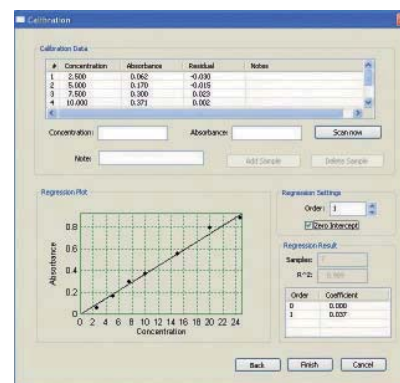 Calibration
Calibration Data
# Concentration Absorbance Residual Notes
1 2.500 0.062 -0.030
2 5.000 0.170 -0.015
3 7.500 0.300 0.023
4 10.000 0.371 0.002
Concentration: Absorbance: Scan now
Note: Add Sample Delete Sample
Regression Plot
Regression Settings
Order: 1
Zero Intercept
Regression Result
Samples: 7
R^2:
Order Coefficient
0 0.000
1 0.037
0.8
0.6
0.4
0.2
0
Absorbance
0 2 4 6 8 10 12 14 16 18 20 22 24
Concentration
Back Finish Cancel